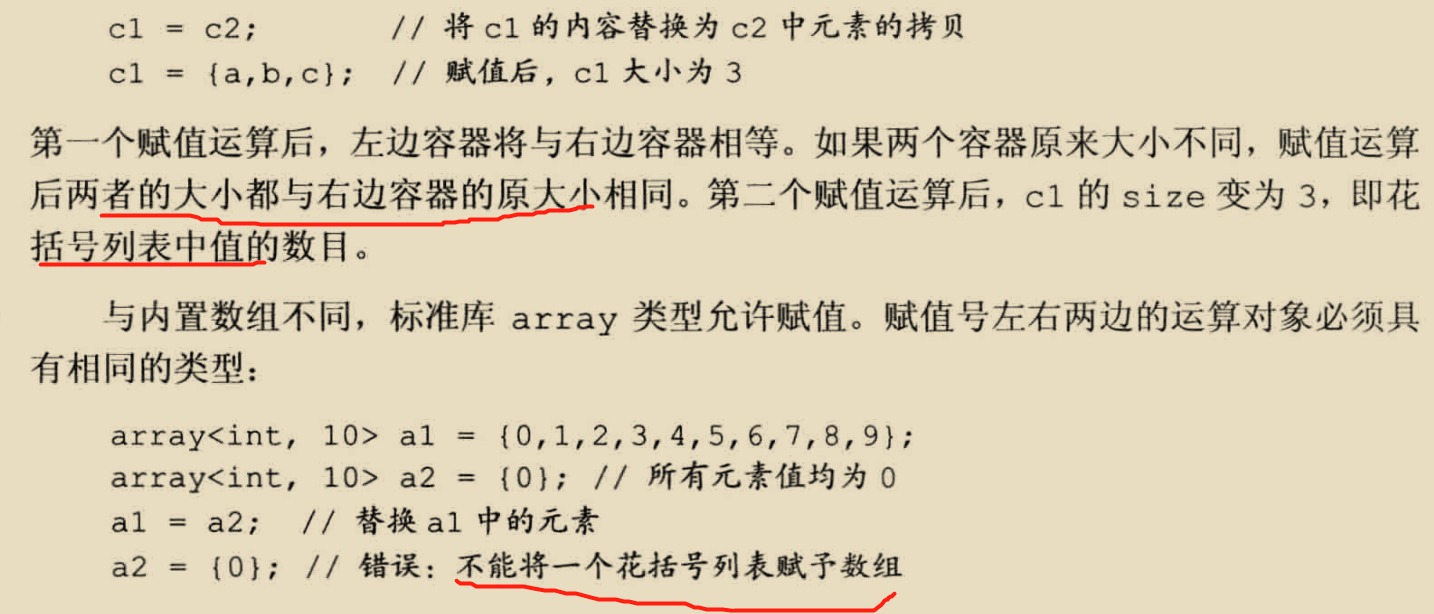 c1 = c2;        // 将 c1 的内容替换为 c2 中元素的拷贝
c1 = {a,b,c};  // 赋值后，c1 大小为 3
第一个赋值运算后，左边容器将与右边容器相等。如果两个容器原来大小不同，赋值运算
后两者的大小都与右边容器的原大小相同。第二个赋值运算后，c1 的 size 变为 3，即花
括号列表中值的数目。
与内置数组不同，标准库 array 类型允许赋值。赋值号左右两边的运算对象必须具
有相同的类型：
array<int, 10> a1 = {0,1,2,3,4,5,6,7,8,9};
array<int, 10> a2 = {0}; // 所有元素值均为 0
a1 = a2;  // 替换 a1 中的元素
a2 = {0}; // 错误：不能将一个花括号列表赋予数组